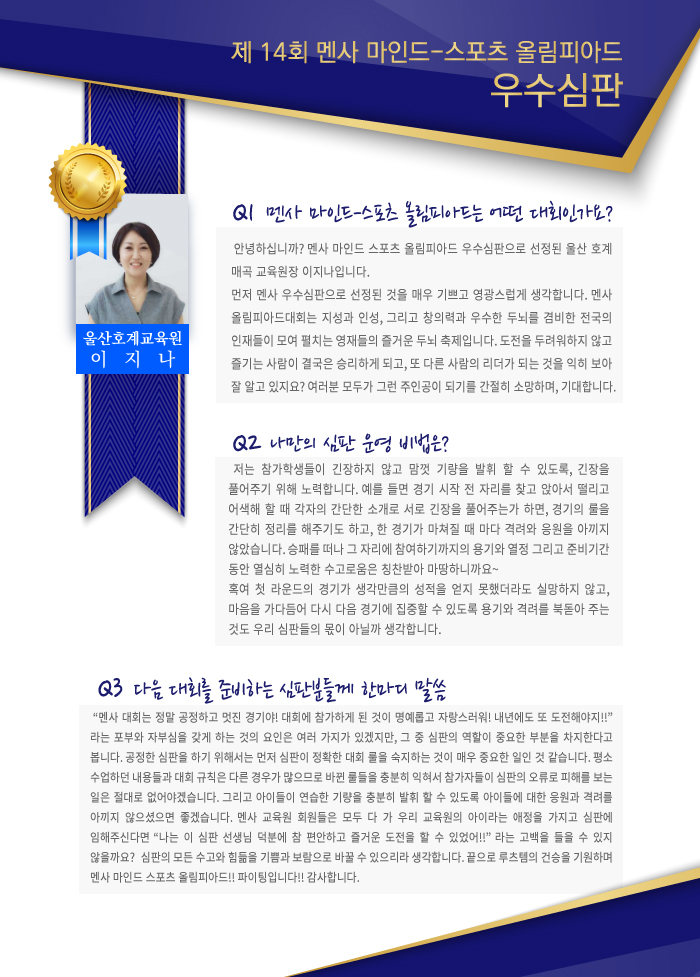 제 14회 멘사 마인드-스포츠 올림피아드
우수심판
울산호계교육원
이 지 나
Q1 멘사 마인드-스포츠 올림피아드는 어떤 대회인가요?
안녕하십니까? 멘사 마인드 스포츠 올림피아드 우수심판으로 선정된 울산 호계
매곡 교육원장 이지나입니다.
먼저 멘사 우수심판으로 선정된 것을 매우 기쁘고 영광스럽게 생각합니다. 멘사
올림피아드대회는 지성과 인성, 그리고 창의력과 우수한 두뇌를 겸비한 전국의
인재들이 모여 펼치는 영재들의 즐거운 두뇌 축제입니다. 도전을 두려워하지 않고
즐기는 사람이 결국은 승리하게 되고, 또 다른 사람의 리더가 되는 것을 익히 보아
잘 알고 있지요? 여러분 모두가 그런 주인공이 되기를 간절히 소망하며, 기대합니다.
Q2 나만의 심판 운영 비법은?
저는 참가학생들이 긴장하지 않고 맘껏 기량을 발휘 할 수 있도록, 긴장을
풀어주기 위해 노력합니다. 예를 들면 경기 시작 전 자리를 찾고 앉아서 떨리고
어색해 할 때 각자의 간단한 소개로 서로 긴장을 풀어주는가 하면, 경기의 룰을
간단히 정리를 해주기도 하고, 한 경기가 마쳐질 때 마다 격려와 응원을 아끼지
않았습니다. 승패를 떠나 그 자리에 참여하기까지의 용기와 열정 그리고 준비기간
동안 열심히 노력한 수고로움은 칭찬받아 마땅하니까요~
혹여 첫 라운드의 경기가 생각만큼의 성적을 얻지 못했더라도 실망하지 않고,
마음을 가다듬어 다시 다음 경기에 집중할 수 있도록 용기와 격려를 북돋아 주는
것도 우리 심판들의 몫이 아닐까 생각합니다.
Q3 다음 대회를 준비하는 심판분들께 한마디 말씀
“멘사 대회는 정말 공정하고 멋진 경기야! 대회에 참가하게 된 것이 명예롭고 자랑스러워! 내년에도 또 도전해야지!!”
라는 포부와 자부심을 갖게 하는 것의 요인은 여러 가지가 있겠지만, 그 중 심판의 역할이 중요한 부분을 차지한다고
봅니다. 공정한 심판을 하기 위해서는 먼저 심판이 정확한 대회 룰을 숙지하는 것이 매우 중요한 일인 것 같습니다. 평소
수업하던 내용들과 대회 규칙은 다른 경우가 많으므로 바뀐 룰들을 충분히 익혀서 참가자들이 심판의 오류로 피해를 보는
일은 절대로 없어야겠습니다. 그리고 아이들이 연습한 기량을 충분히 발휘 할 수 있도록 아이들에 대한 응원과 격려를
아끼지 않으셨으면 좋겠습니다. 멘사 교육원 회원들은 모두 다 가 우리 교육원의 아이라는 애정을 가지고 심판에
임해주신다면 “나는 이 심판 선생님 덕분에 참 편안하고 즐거운 도전을 할 수 있었어!!” 라는 고백을 들을 수 있지
않을까요? 심판의 모든 수고와 힘듦을 기쁨과 보람으로 바꿀 수 있으리라 생각합니다. 끝으로 루츠템의 건승을 기원하며
멘사 마인드 스포츠 올림피아드!! 파이팅입니다!! 감사합니다.